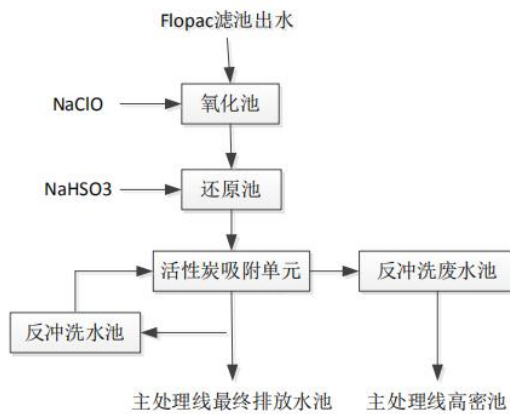 Flopac滤池出水
NaClO
氧化池
NaHSO3
还原池
活性炭吸附单元
反冲洗废水池
反冲洗水池
主处理线最终排放水池
主处理线高密池